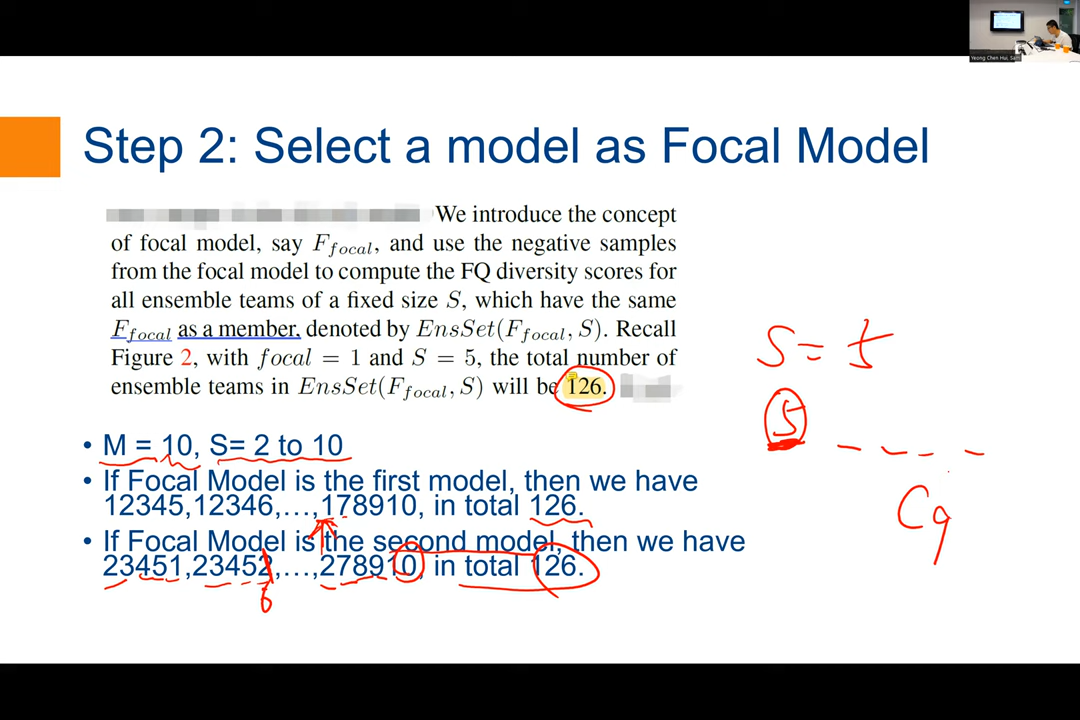 Yeong Chen Hui, Sam
Step 2: Select a model as Focal Model
We introduce the concept
of focal model, say F_focal, and use the negative samples
from the focal model to compute the FQ diversity scores for
all ensemble teams of a fixed size S, which have the same
F_focal as a member, denoted by EnsSet(F_focal, S). Recall
Figure 2, with focal = 1 and S = 5, the total number of
ensemble teams in EnsSet(F_focal, S) will be 126.
S = 5
5
C9
• M = 10, S= 2 to 10
• If Focal Model is the first model, then we have
12345,12346,…,178910, in total 126.
• If Focal Model is the second model, then we have
23451,23452,…,278910, in total 126.
6